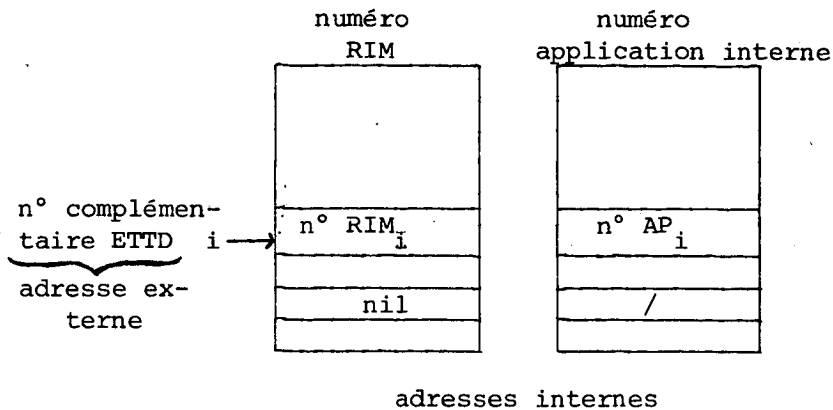 numéro
RIM
numéro
application interne
n° complémen-
taire ETTD i
adresse ex-
terne
n° RIM i
n° AP i
nil
/
adresses internes